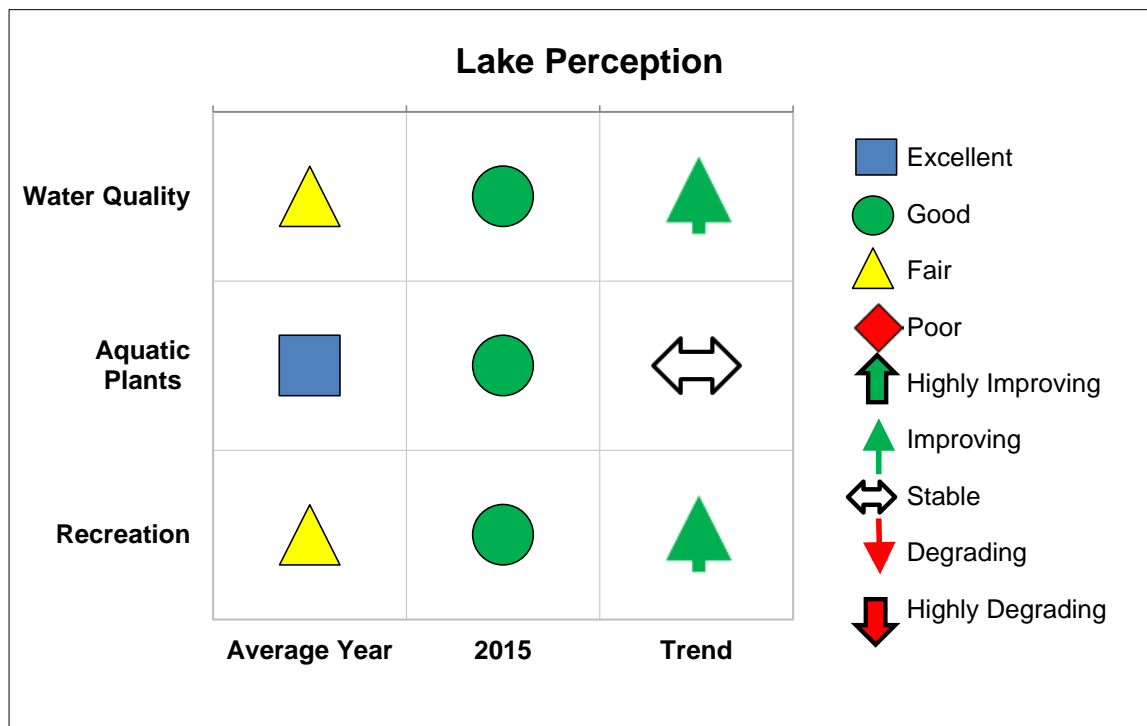 Lake Perception
Water Quality
Aquatic
Plants
Recreation
Average Year
2015
Trend
Excellent
Good
Fair
Poor
Highly Improving
Improving
Stable
Degrading
Highly Degrading